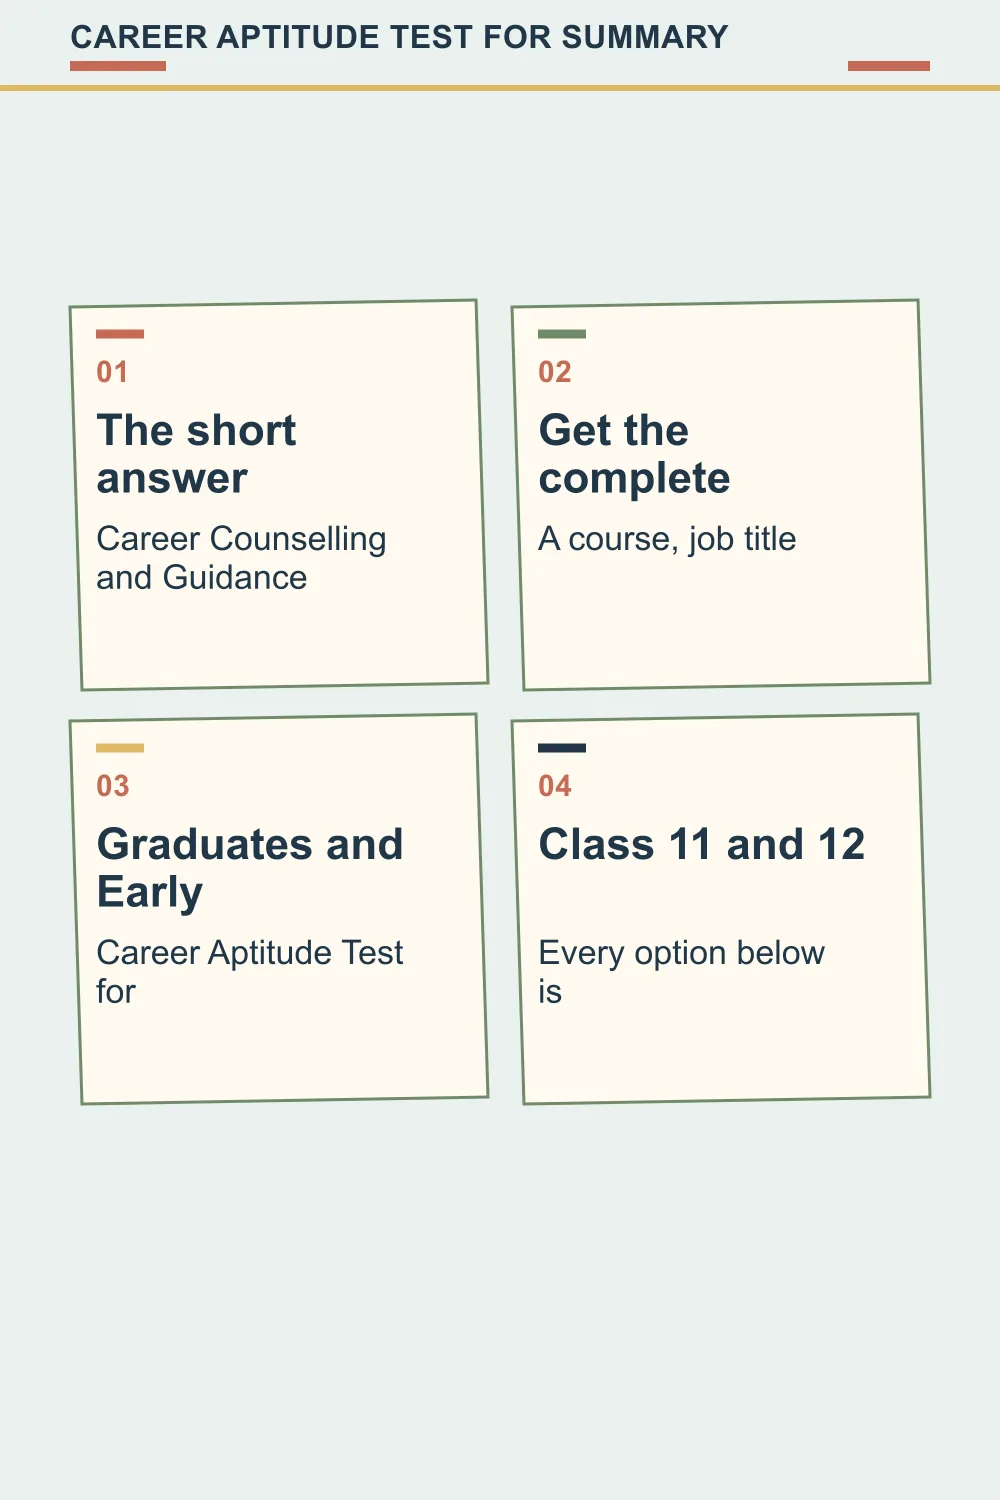 CAREER APTITUDE TEST FOR SUMMARY
01
The short
answer
Career Counselling
and Guidance
02
Get the
complete
A course, job title
03
Graduates and
Early
Career Aptitude Test
for
04
Class 11 and 12
Every option below
is